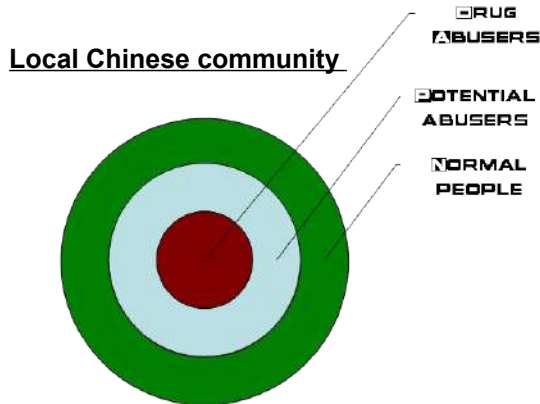 DRUG
ABUSERS
Local Chinese community
POTENTIAL
ABUSERS
NORMAL
PEOPLE